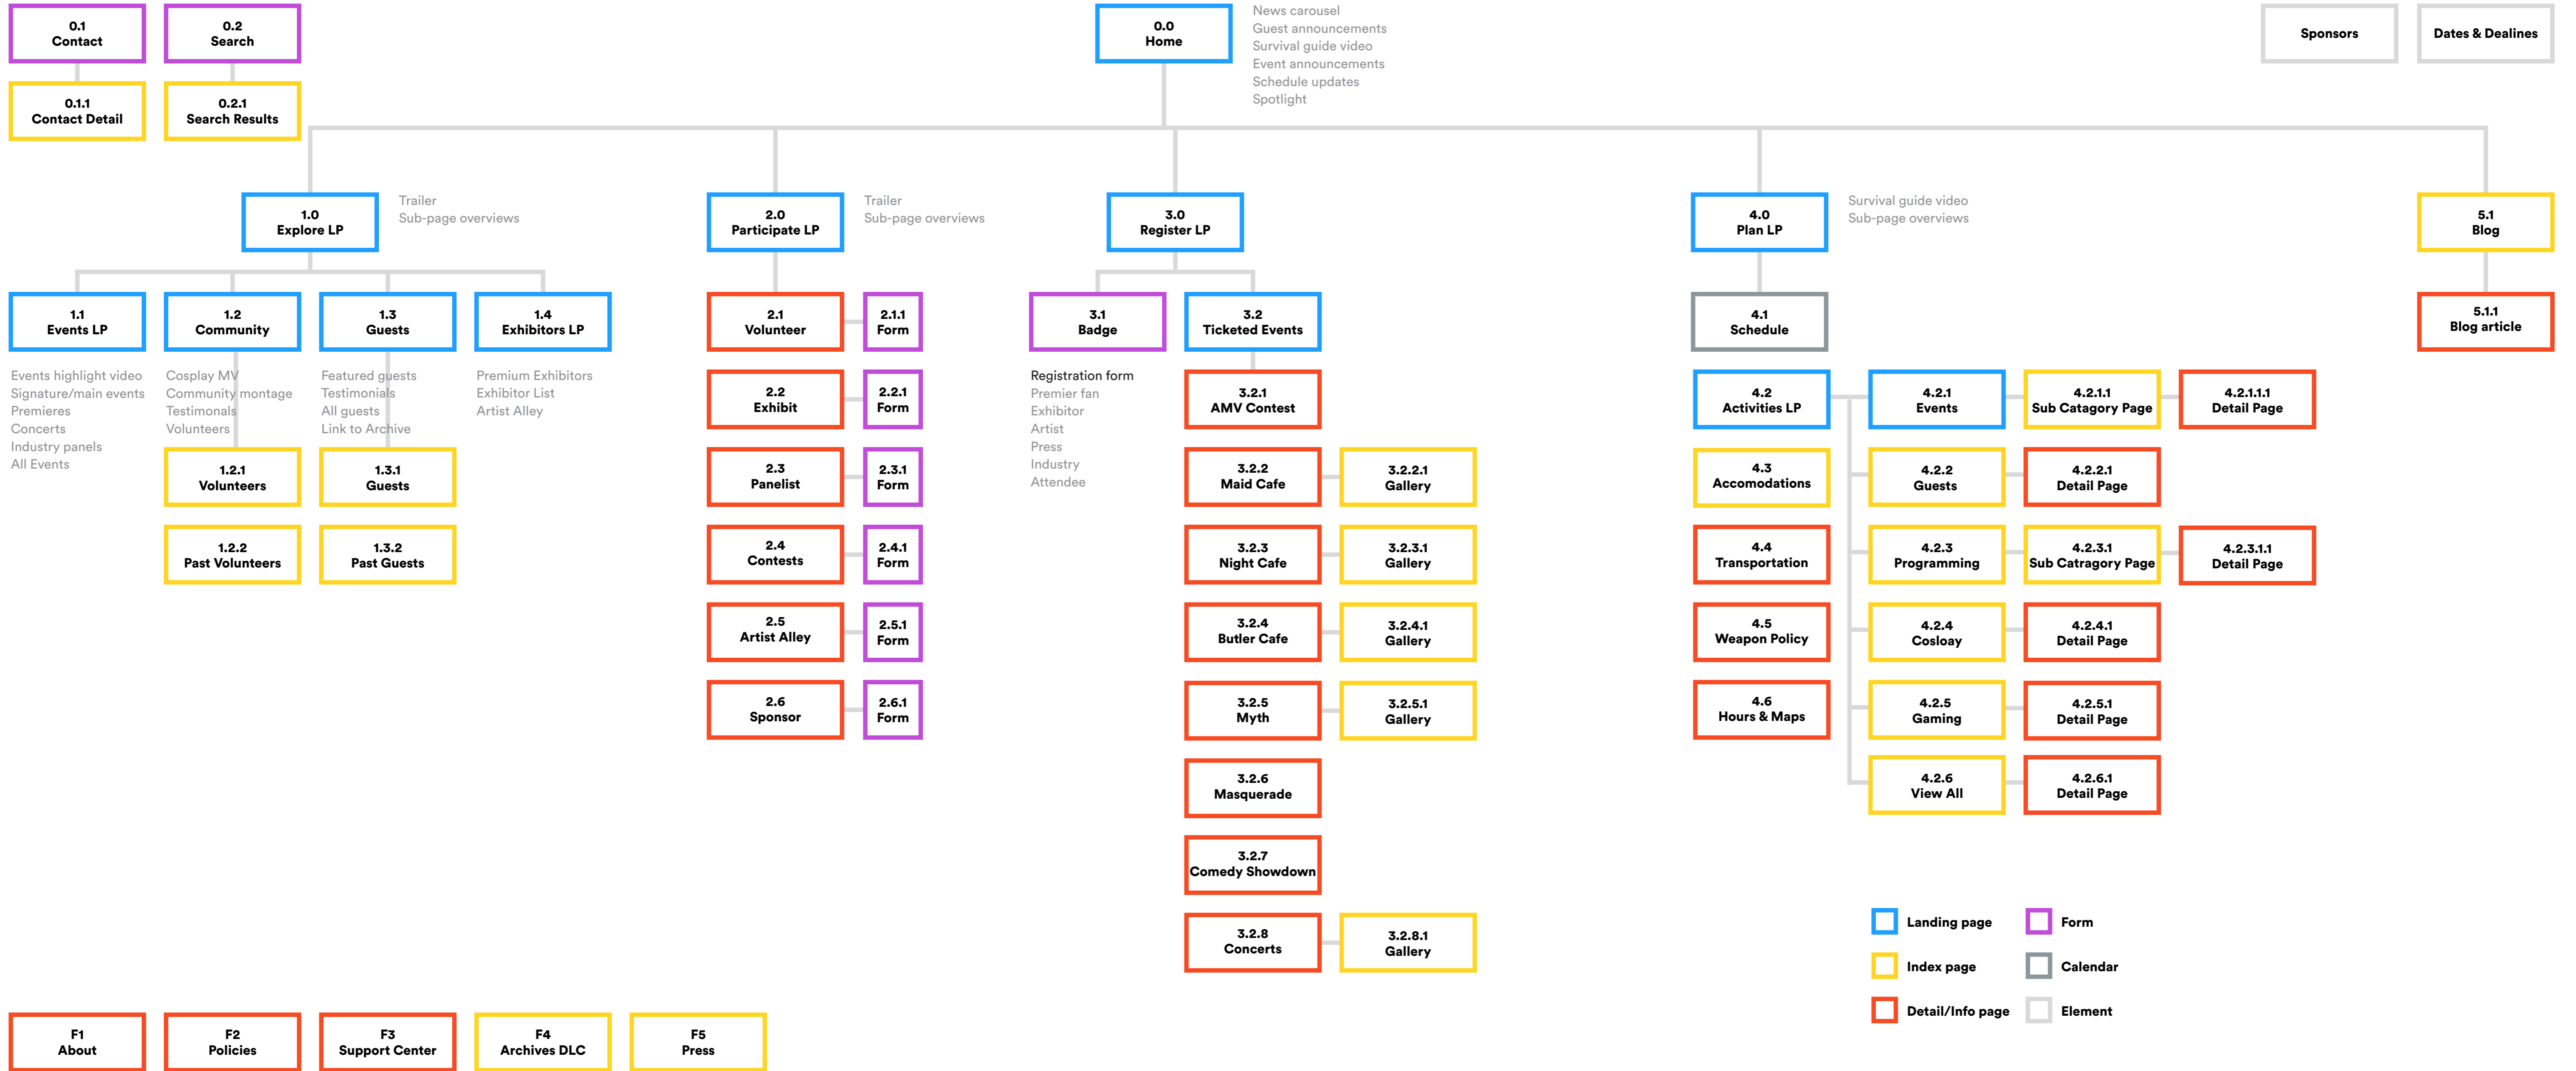 0.1
Contact
0.2
Search
0.0
Home
News carousel
Guest announcements
Survival guide video
Event announcements
Schedule updates
Spotlight
Sponsors
Dates & Dealines
0.1.1
Contact Detail
0.2.1
Search Results
1.0
Explore LP
Trailer
Sub-page overviews
2.0
Participate LP
Trailer
Sub-page overviews
3.0
Register LP
4.0
Plan LP
Survival guide video
Sub-page overviews
5.1
Blog
1.1
Events LP
1.2
Community
1.3
Guests
1.4
Exhibitors LP
Events highlight video
Signature/main events
Premieres
Concerts
Industry panels
All Events
Cosplay MV
Community montage
Testimonals
Volunteers
Featured guests
Testimonials
All guests
Link to Archive
Premium Exhibitors
Exhibitor List
Artist Alley
1.2.1
Volunteers
1.3.1
Guests
1.2.2
Past Volunteers
1.3.2
Past Guests
2.1
Volunteer
2.1.1
Form
2.2
Exhibit
2.2.1
Form
2.3
Panelist
2.3.1
Form
2.4
Contests
2.4.1
Form
2.5
Artist Alley
2.5.1
Form
2.6
Sponsor
2.6.1
Form
3.1
Badge
3.2
Ticketed Events
Registration form
Premier fan
Exhibitor
Artist
Press
Industry
Attendee
3.2.1
AMV Contest
3.2.2
Maid Cafe
3.2.2.1
Gallery
3.2.3
Night Cafe
3.2.3.1
Gallery
3.2.4
Butler Cafe
3.2.4.1
Gallery
3.2.5
Myth
3.2.5.1
Gallery
3.2.6
Masquerade
3.2.7
Comedy Showdown
3.2.8
Concerts
3.2.8.1
Gallery
4.1
Schedule
4.2
Activities LP
4.2.1
Events
4.2.1.1
Sub Catagory Page
4.2.1.1.1
Detail Page
4.3
Accomodations
4.2.2
Guests
4.2.2.1
Detail Page
4.4
Transportation
4.2.3
Programming
4.2.3.1
Sub Catragory Page
4.2.3.1.1
Detail Page
4.5
Weapon Policy
4.2.4
Cosloay
4.2.4.1
Detail Page
4.6
Hours & Maps
4.2.5
Gaming
4.2.5.1
Detail Page
4.2.6
View All
4.2.6.1
Detail Page
5.1.1
Blog article
Landing page
Form
Index page
Calendar
Detail/Info page
Element
F1
About
F2
Policies
F3
Support Center
F4
Archives DLC
F5
Press